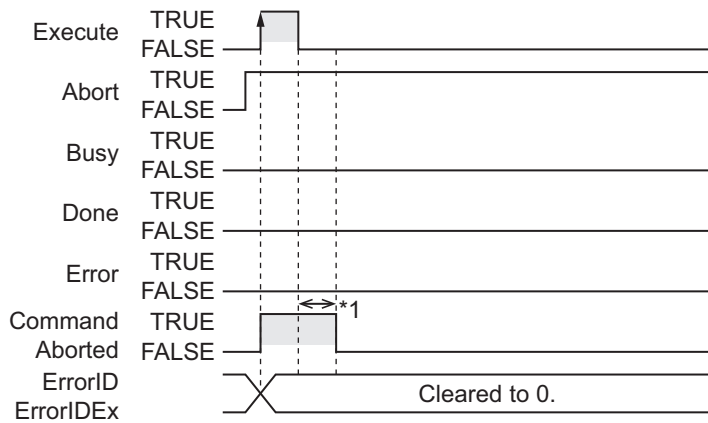 Execute TRUE
FALSE
Abort TRUE
FALSE
Busy TRUE
FALSE
Done TRUE
FALSE
Error TRUE
FALSE
*1
Command TRUE
Aborted FALSE
ErrorID
Cleared to 0.
ErrorIDEx